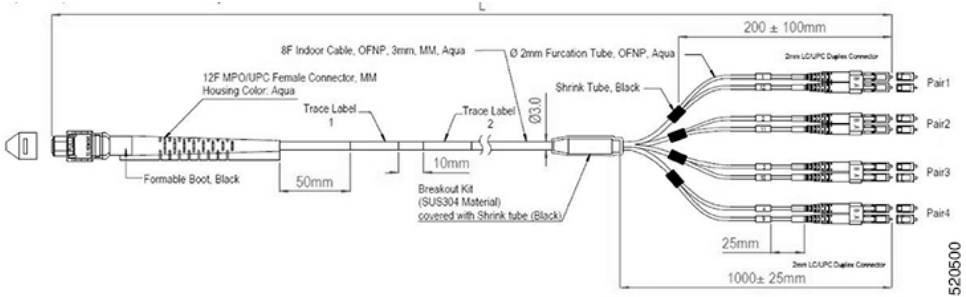 L
200 ± 100mm
8F Indoor Cable, OFNP, 3mm, MM, Aqua
Ø 2mm Furcation Tube, OFNP, Aqua
2mm LC/UPC Duplex Connector
12F MPO/UPC Female Connector, MM
Housing Color: Aqua
Shrink Tube, Black
Pair1
Trace Label
1
Trace Label
2
Ø3.0
Pair2
Formable Boot, Black
50mm
10mm
Breakout Kit
(SUS304 Material)
covered with Shrink tube (Black)
Pair3
Pair4
25mm
2mm LC/UPC Duplex Connector
1000± 25mm
520500